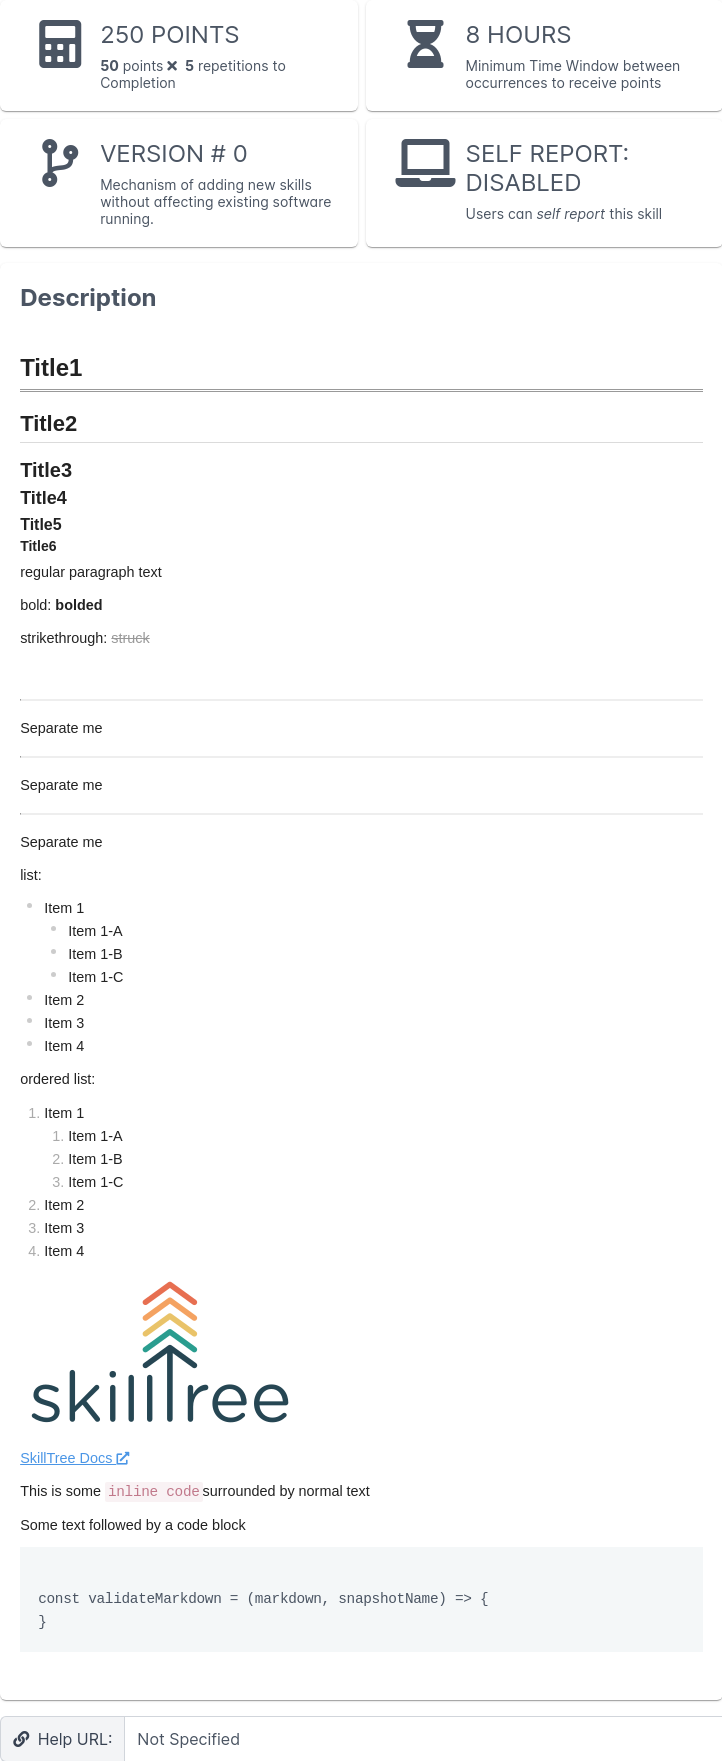 250 POINTS
50 points ✖ 5 repetitions to
Completion
8 HOURS
Minimum Time Window between
occurrences to receive points
VERSION # 0
Mechanism of adding new skills
without affecting existing software
running.
SELF REPORT:
DISABLED
Users can self report this skill
Description
Title1
Title2
Title3
Title4
Title5
Title6
regular paragraph text
bold: bolded
strikethrough: struck
Separate me
Separate me
Separate me
list:
Item 1
Item 1-A
Item 1-B
Item 1-C
Item 2
Item 3
Item 4
ordered list:
1. Item 1
1. Item 1-A
2. Item 1-B
3. Item 1-C
2. Item 2
3. Item 3
4. Item 4
skillTree
SkillTree Docs
This is some inline code surrounded by normal text
Some text followed by a code block
const validateMarkdown = (markdown, snapshotName) => {
}
Help URL: Not Specified